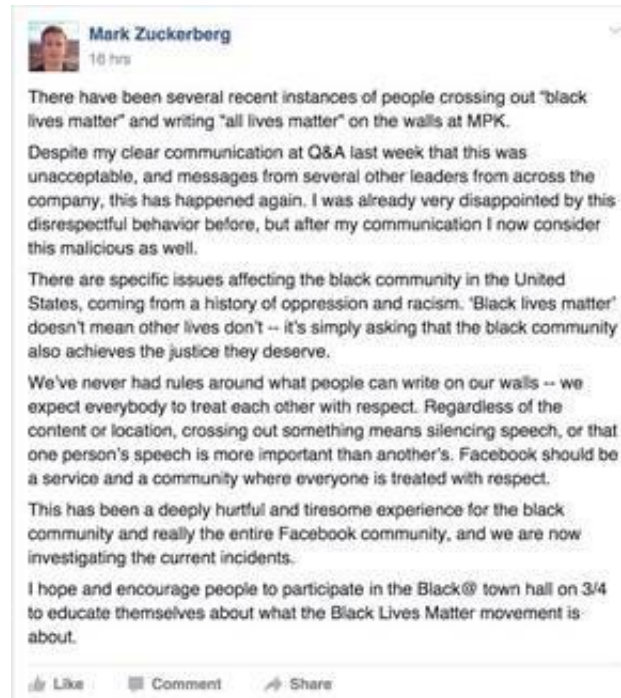 Mark Zuckerberg
16 hrs
There have been several recent instances of people crossing out "black
lives matter" and writing "all lives matter" on the walls at MPK.
Despite my clear communication at Q&A last week that this was
unacceptable, and messages from several other leaders from across the
company, this has happened again. I was already very disappointed by this
disrespectful behavior before, but after my communication I now consider
this malicious as well.
There are specific issues affecting the black community in the United
States, coming from a history of oppression and racism. 'Black lives matter'
doesn't mean other lives don't -- it's simply asking that the black community
also achieves the justice they deserve.
We've never had rules around what people can write on our walls -- we
expect everybody to treat each other with respect. Regardless of the
content or location, crossing out something means silencing speech, or that
one person's speech is more important than another's. Facebook should be
a service and a community where everyone is treated with respect.
This has been a deeply hurtful and tiresome experience for the black
community and really the entire Facebook community, and we are now
investigating the current incidents.
I hope and encourage people to participate in the Black@ town hall on 3/4
to educate themselves about what the Black Lives Matter movement is
about.
Like Comment Share